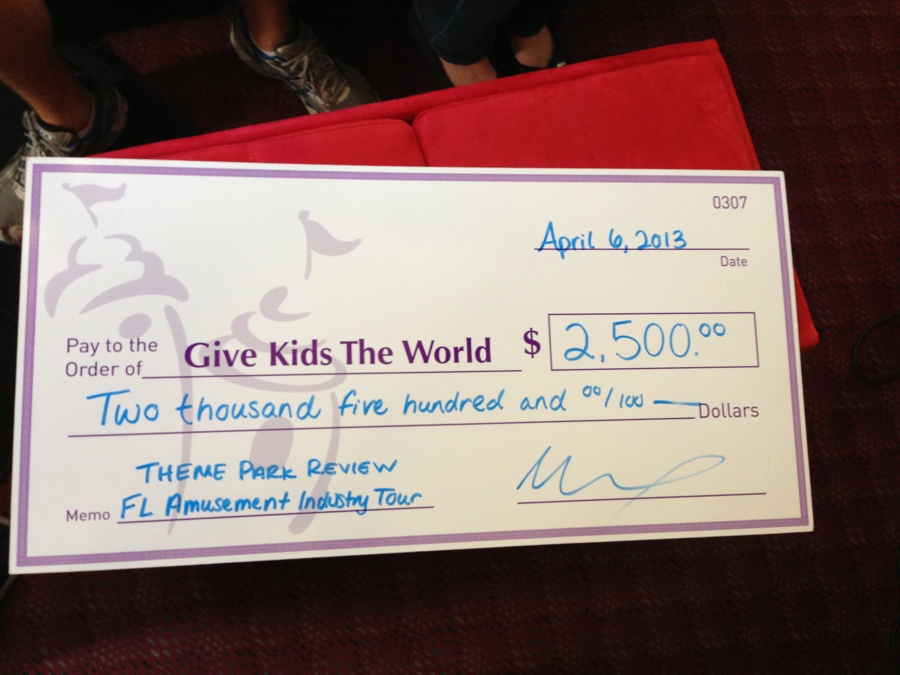 0307
April 6, 2013
Date
Pay to the
Order of Give Kids The World $ 2,500.00
Two thousand five hundred and 00/100 Dollars
THEME PARK REVIEW
Memo FL Amusement Industry Tour